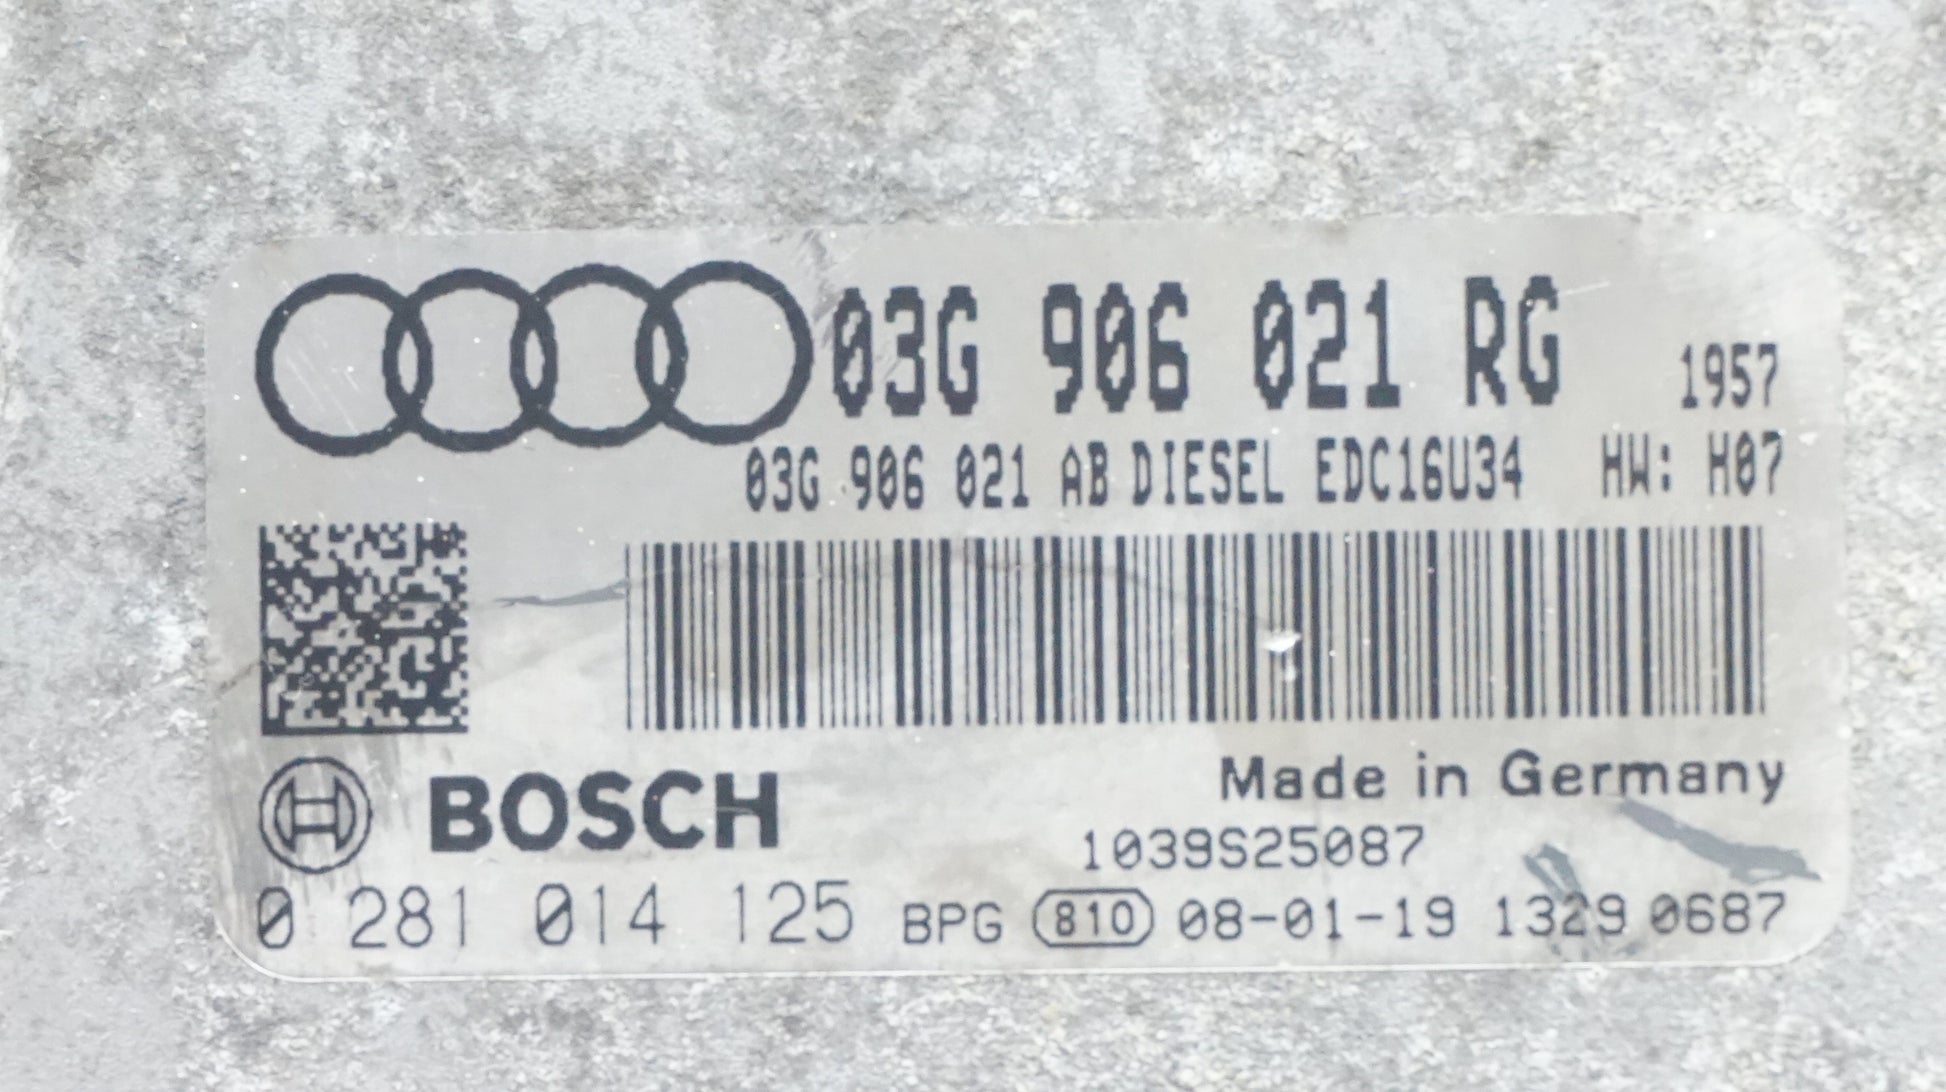 03G 906 021 RG 1957
03G 906 021 AB DIESEL EDC16U34 HW: H07
BOSCH
Made in Germany
1039S25087
0 281 014 125 BPG 810 08-01-19 1329 0687